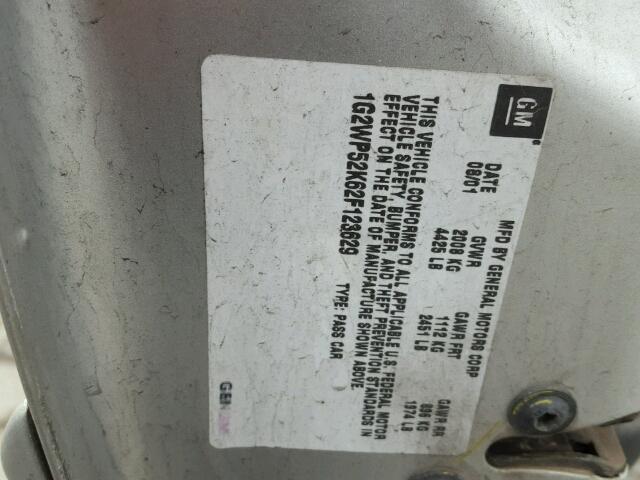 GM
MFD BY GENERAL MOTORS CORP
DATE GVWR GAWR FRT GAWR RR
08/01 2008 KG 1112 KG 896 KG
4425 LB 2451 LB 1974 LB
THIS VEHICLE CONFORMS TO ALL APPLICABLE U.S. FEDERAL MOTOR
VEHICLE SAFETY, BUMPER, AND THEFT PREVENTION STANDARDS IN
EFFECT ON THE DATE OF MANUFACTURE SHOWN ABOVE.
1G2WP52K62F123629 TYPE: PASS CAR